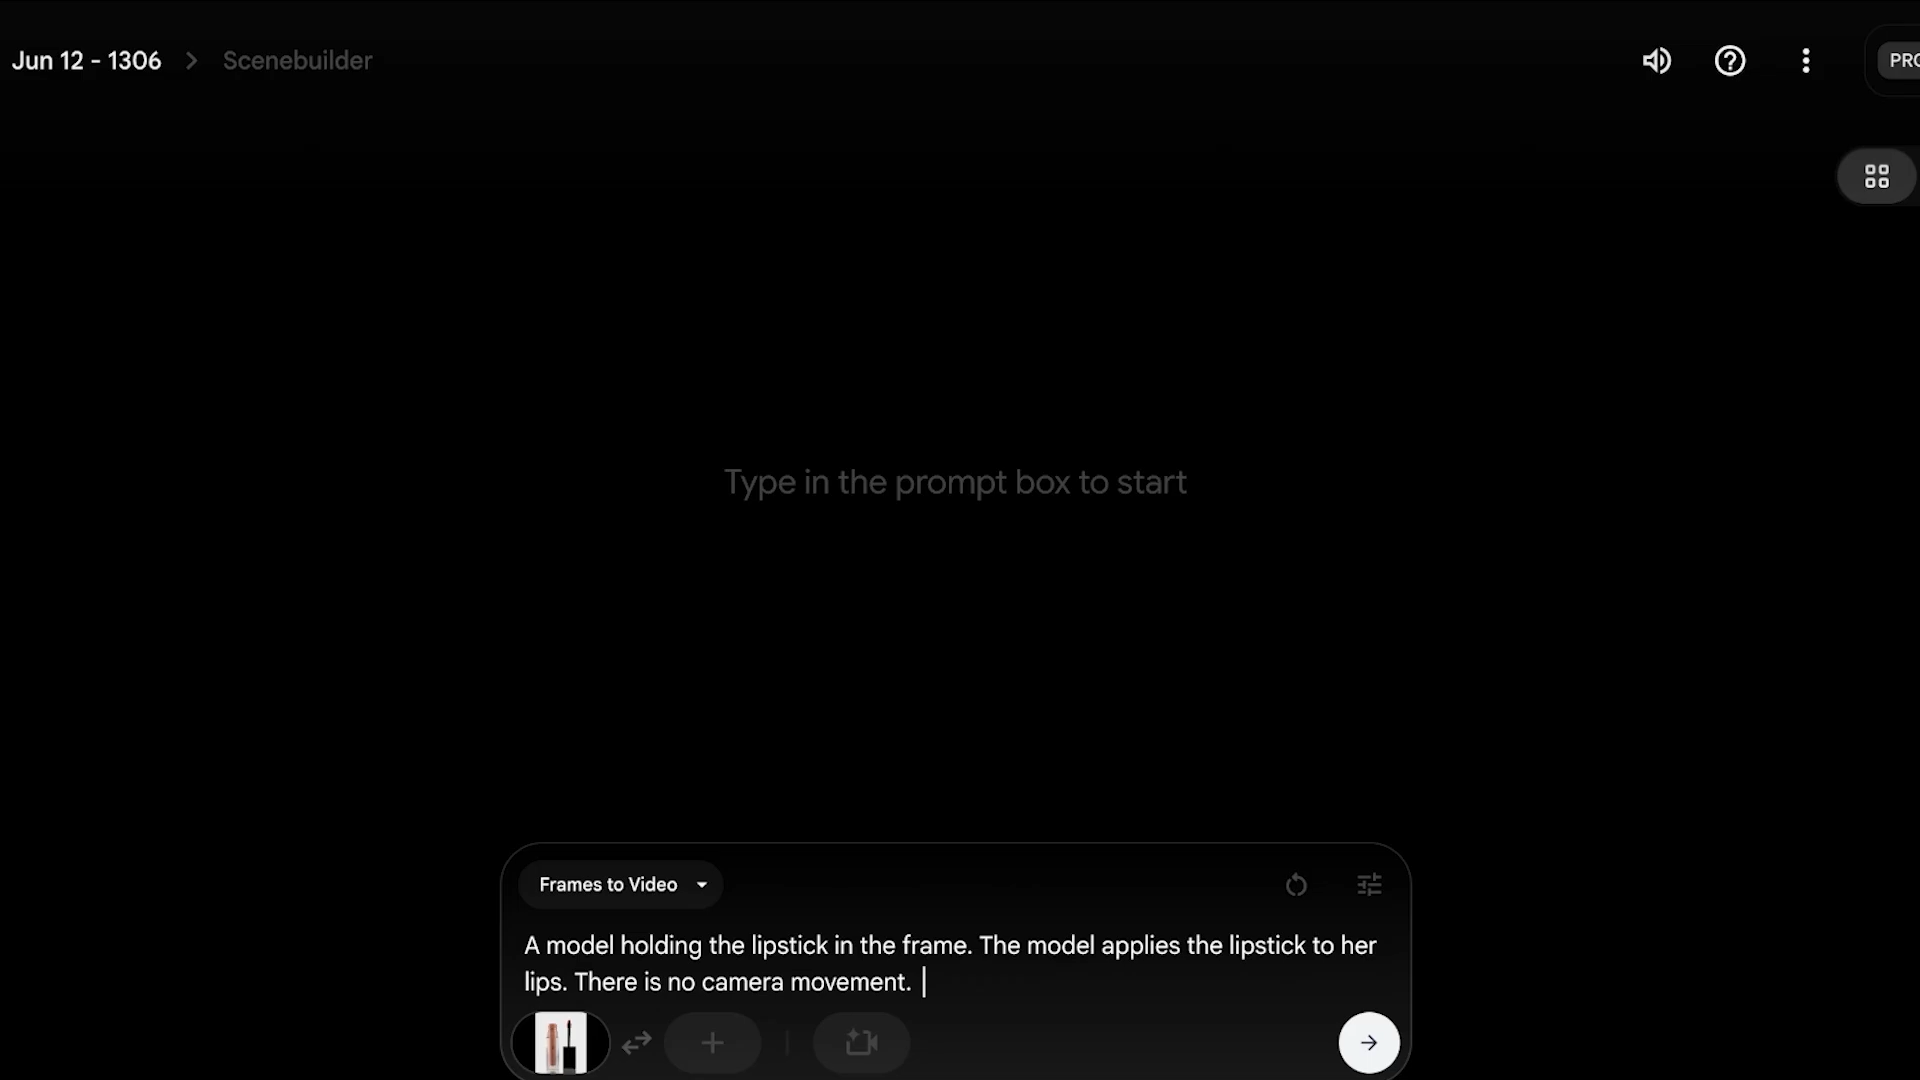 Jun 12 - 1306 > Scenebuilder
PRO
Type in the prompt box to start
Frames to Video
A model holding the lipstick in the frame. The model applies the lipstick to her
lips. There is no camera movement.